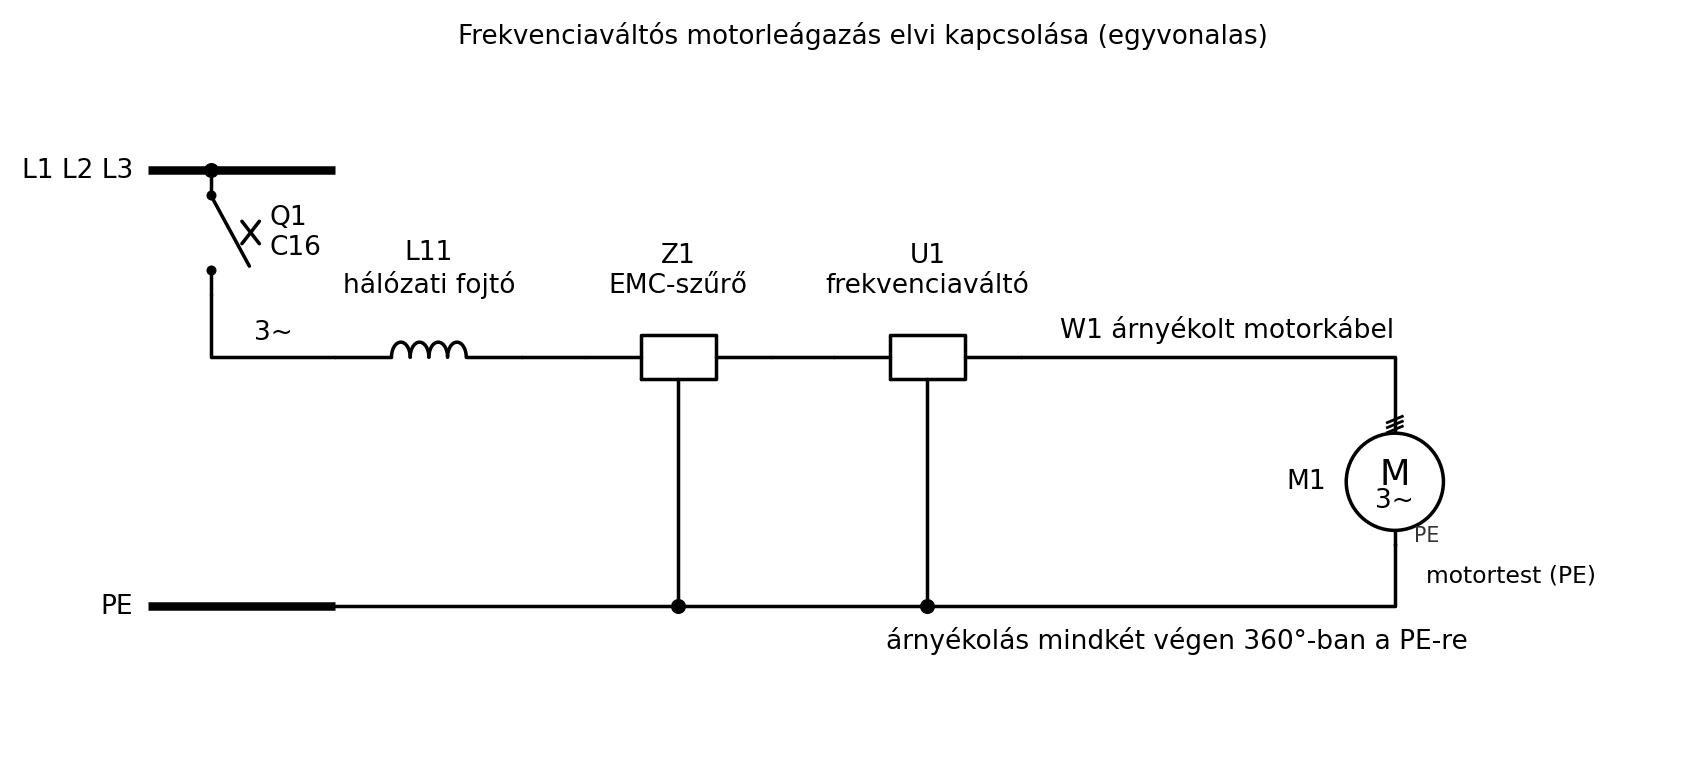 Frekvenciaváltós motorleágazás elvi kapcsolása (egyvonalas)
L1 L2 L3
Q1
C16
L11
hálózati fojtó
Z1
EMC-szűrő
U1
frekvenciaváltó
3~
W1 árnyékolt motorkábel
M1
M
3~
PE
motortest (PE)
PE
árnyékolás mindkét végen 360°-ban a PE-re